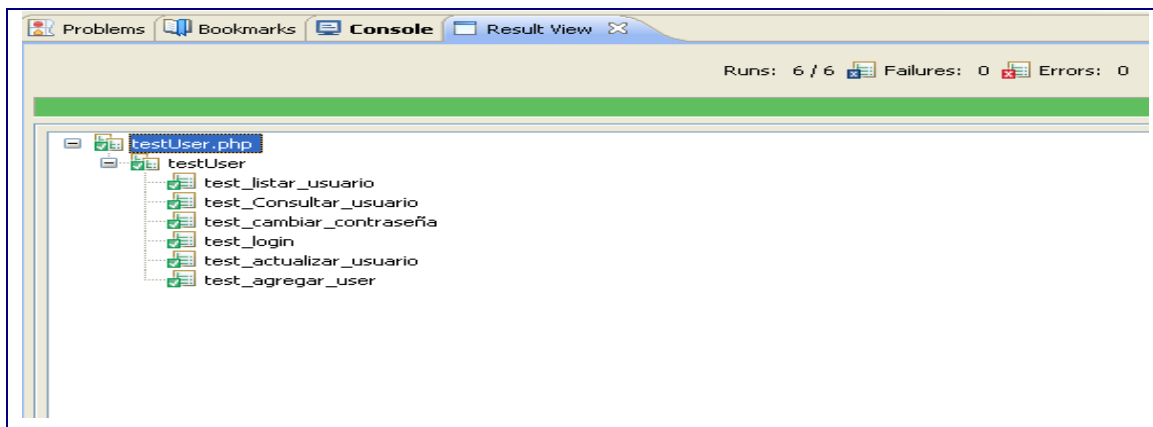 Problems Bookmarks Console Result View
Runs: 6 / 6 Failures: 0 Errors: 0
testUser.php
testUser
test_listar_usuario
test_Consultar_usuario
test_cambiar_contraseña
test_login
test_actualizar_usuario
test_agregar_user